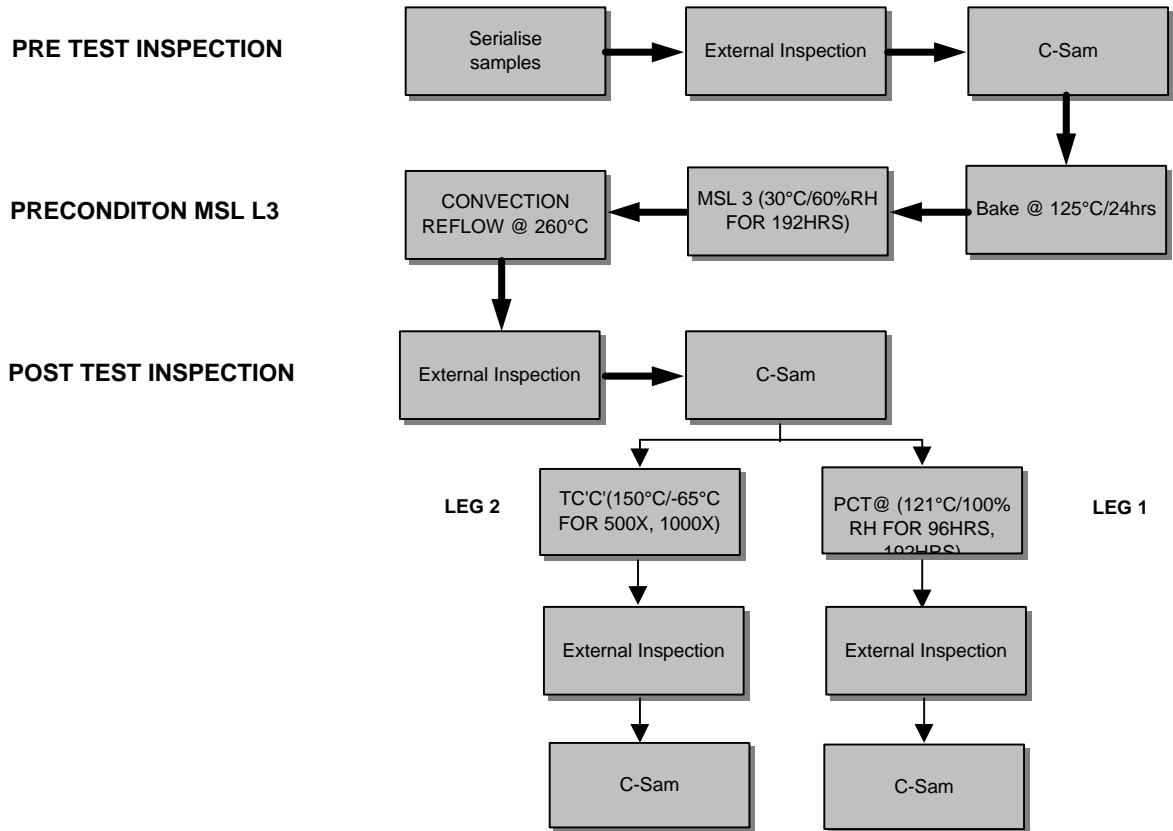 PRE TEST INSPECTION
Serialise
samples
External Inspection
C-Sam
PRECONDITON MSL L3
CONVECTION
REFLOW @ 260°C
MSL 3 (30°C/60%RH
FOR 192HRS)
Bake @ 125°C/24hrs
POST TEST INSPECTION
External Inspection
C-Sam
LEG 2
TC'C'(150°C/-65°C
FOR 500X, 1000X)
PCT@ (121°C/100%
RH FOR 96HRS,
192HRS)
LEG 1
External Inspection
External Inspection
C-Sam
C-Sam